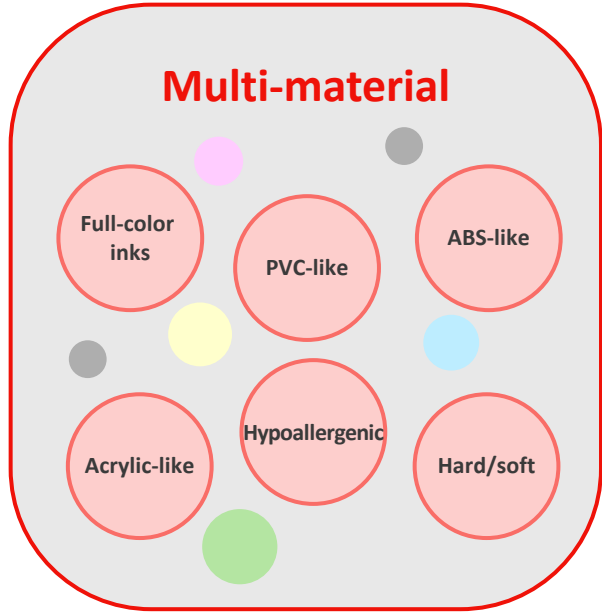 Multi-material
Full-color
inks
PVC-like
ABS-like
Acrylic-like
Hypoallergenic
Hard/soft